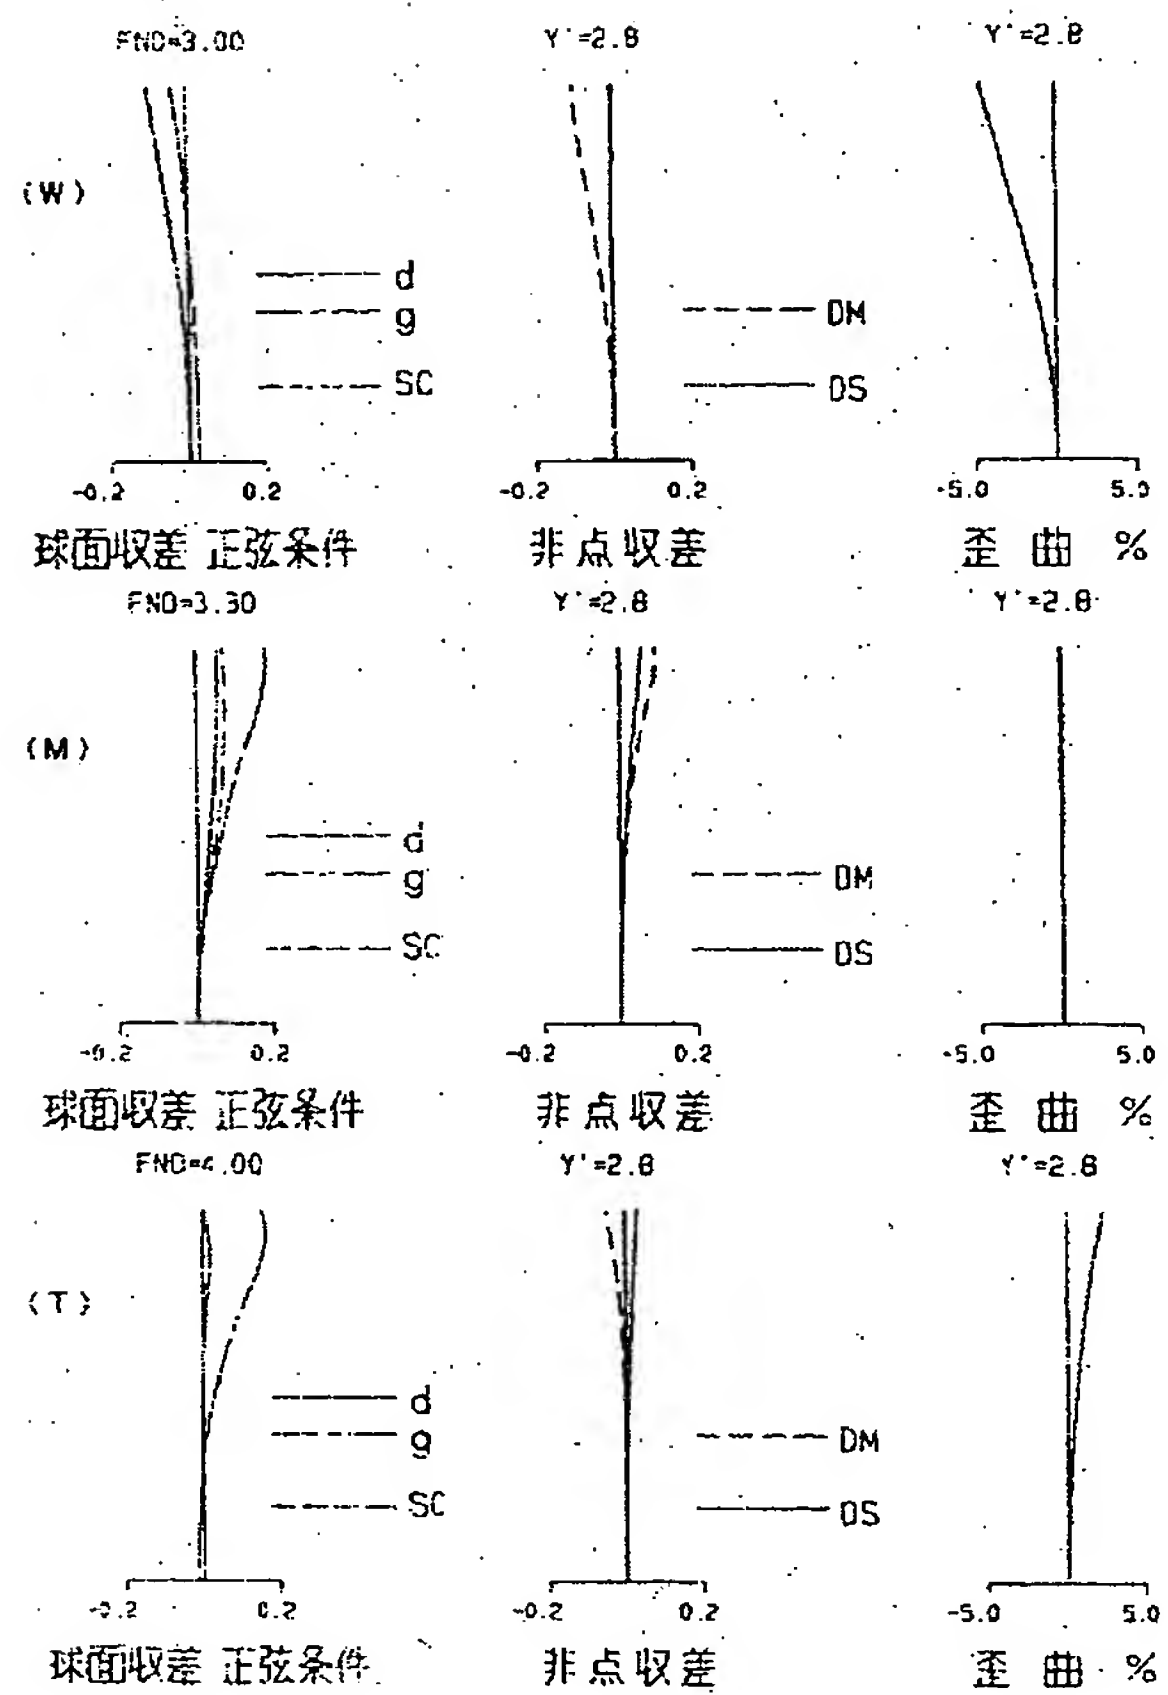 FNO=3.00 Y'=2.8 Y'=2.8
(W)
d
g
DM
SC
DS
-0.2 0.2 -0.2 0.2 -5.0 5.0
球面収差 正弦条件 非点収差 歪曲 %
FNO=3.30 Y'=2.8 Y'=2.8
(M)
d
g
DM
SC
DS
-0.2 0.2 -0.2 0.2 -5.0 5.0
球面収差 正弦条件 非点収差 歪曲 %
FNO=4.00 Y'=2.8 Y'=2.8
(T)
d
g
DM
SC
DS
-0.2 0.2 -0.2 0.2 -5.0 5.0
球面収差 正弦条件 非点収差 歪曲 %